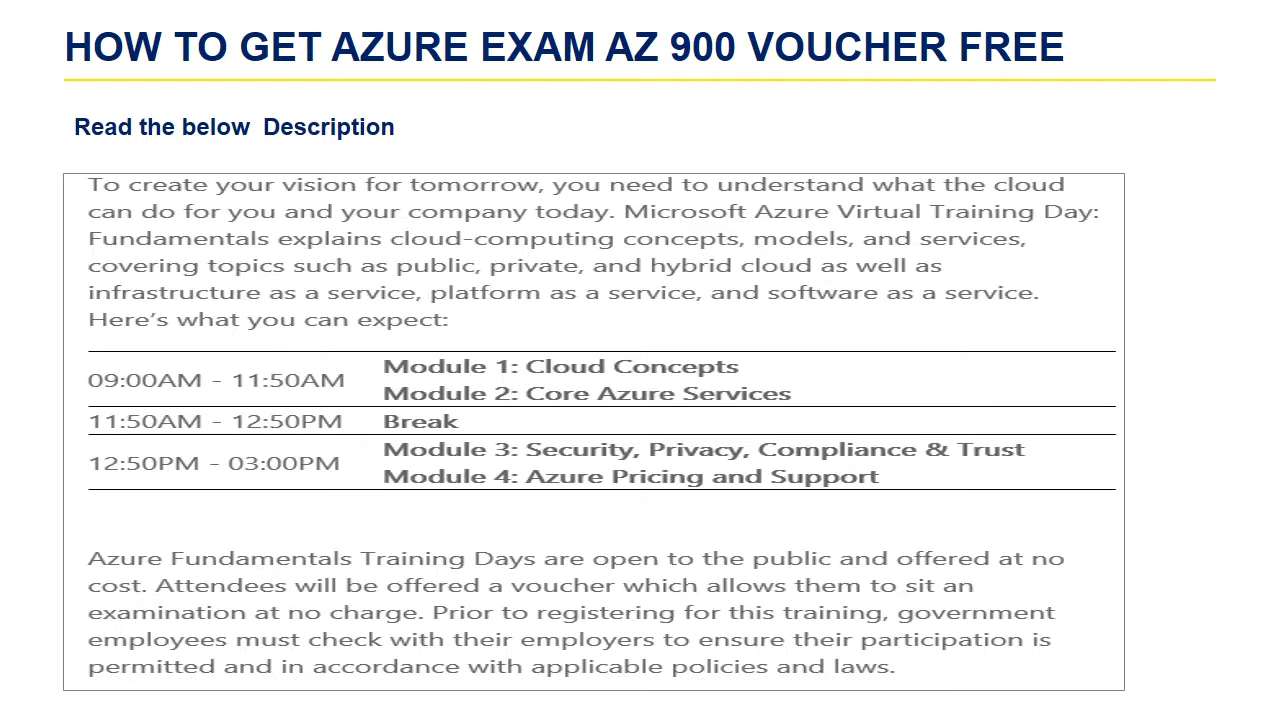 HOW TO GET AZURE EXAM AZ 900 VOUCHER FREE
Read the below  Description
To create your vision for tomorrow, you need to understand what the cloud
can do for you and your company today. Microsoft Azure Virtual Training Day:
Fundamentals explains cloud-computing concepts, models, and services,
covering topics such as public, private, and hybrid cloud as well as
infrastructure as a service, platform as a service, and software as a service.
Here's what you can expect:
09:00AM - 11:50AM
Module 1: Cloud Concepts
Module 2: Core Azure Services
11:50AM - 12:50PM Break
12:50PM - 03:00PM
Module 3: Security, Privacy, Compliance & Trust
Module 4: Azure Pricing and Support
Azure Fundamentals Training Days are open to the public and offered at no
cost. Attendees will be offered a voucher which allows them to sit an
examination at no charge. Prior to registering for this training, government
employees must check with their employers to ensure their participation is
permitted and in accordance with applicable policies and laws.